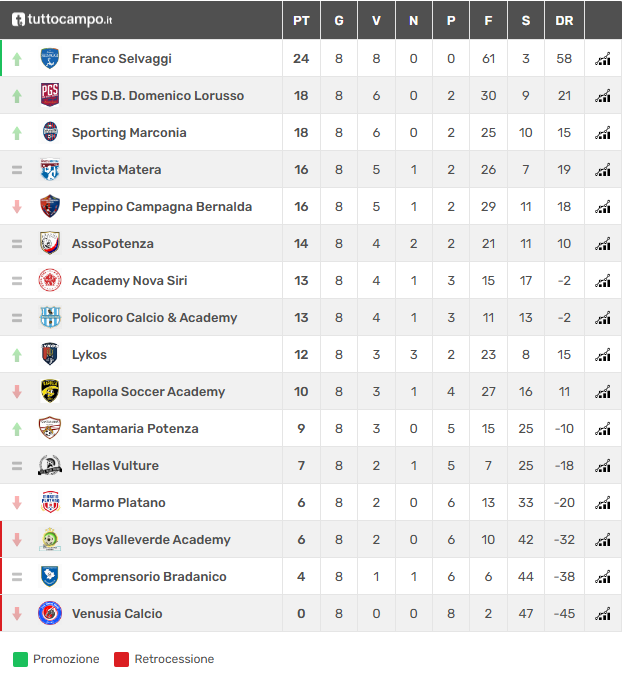 tuttocampo.it PT G V N P F S DR
Franco Selvaggi 24 8 8 0 0 61 3 58
PGS D.B. Domenico Lorusso 18 8 6 0 2 30 9 21
Sporting Marconia 18 8 6 0 2 25 10 15
Invicta Matera 16 8 5 1 2 26 7 19
Peppino Campagna Bernalda 16 8 5 1 2 29 11 18
AssoPotenza 14 8 4 2 2 21 11 10
Academy Nova Siri 13 8 4 1 3 15 17 -2
Policoro Calcio & Academy 13 8 4 1 3 11 13 -2
Lykos 12 8 3 3 2 23 8 15
Rapolla Soccer Academy 10 8 3 1 4 27 16 11
Santamaria Potenza 9 8 3 0 5 15 25 -10
Hellas Vulture 7 8 2 1 5 7 25 -18
Marmo Platano 6 8 2 0 6 13 33 -20
Boys Valleverde Academy 6 8 2 0 6 10 42 -32
Comprensorio Bradanico 4 8 1 1 6 6 44 -38
Venusia Calcio 0 8 0 0 8 2 47 -45
Promozione Retrocessione